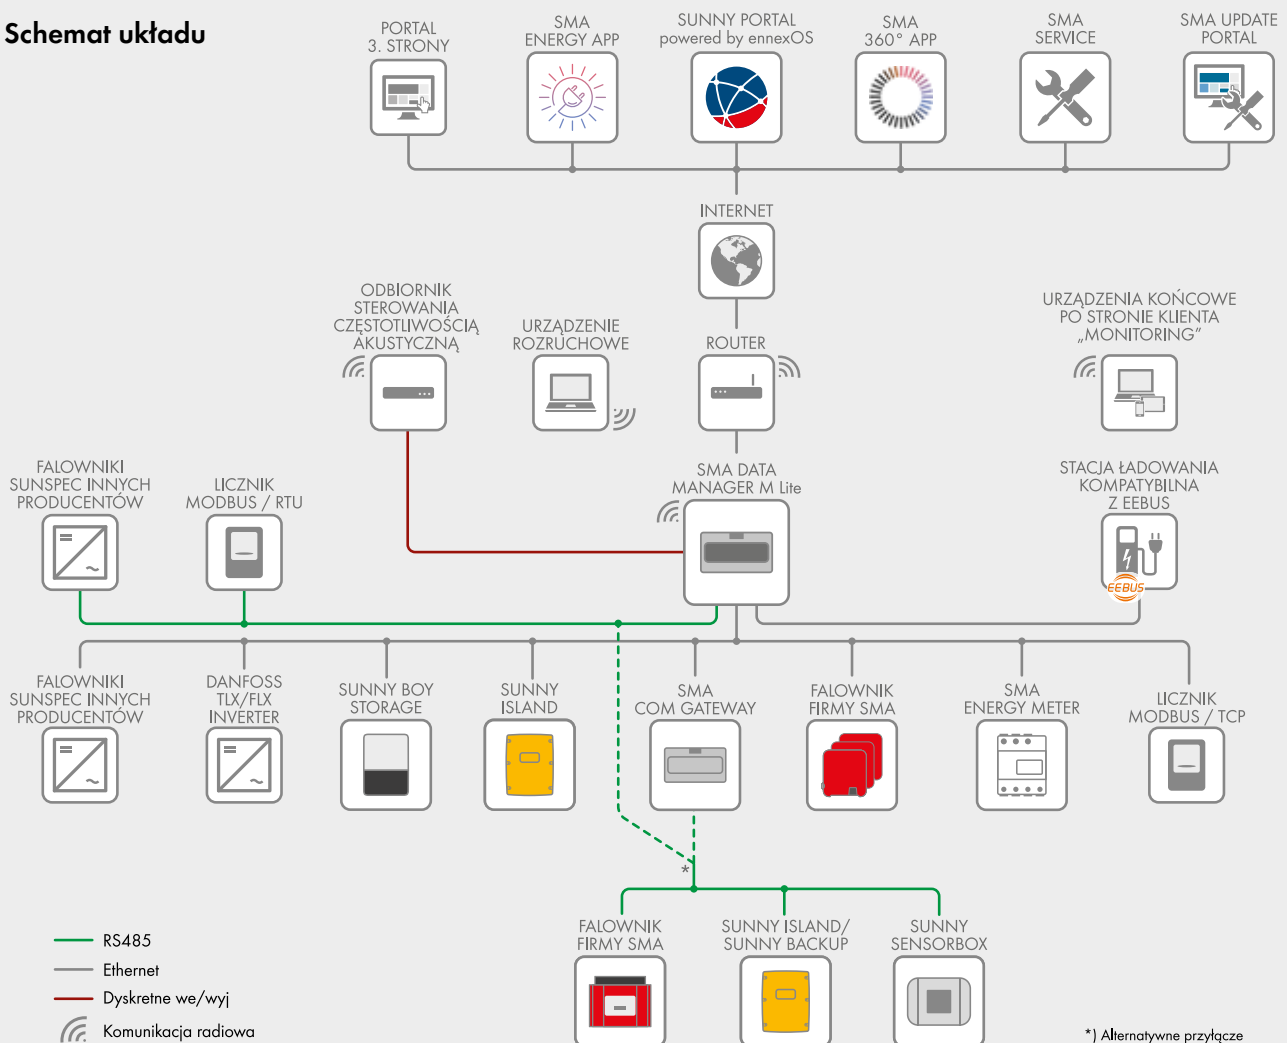 Schemat układu
PORTAL
3. STRONY
SMA
ENERGY APP
SUNNY PORTAL
powered by ennexOS
SMA
360° APP
SMA
SERVICE
SMA UPDATE
PORTAL
INTERNET
ODBIORNIK
STEROWANIA
CZĘSTOTLIWOŚCIĄ
AKUSTYCZNĄ
URZĄDZENIE
ROZRUCHOWE
ROUTER
URZĄDZENIA KOŃCOWE
PO STRONIE KLIENTA
„MONITORING”
FALOWNIKI
SUNSPEC INNYCH
PRODUCENTÓW
LICZNIK
MODBUS / RTU
SMA DATA
MANAGER M Lite
STACJA ŁADOWANIA
KOMPATYBILNA
Z EEBUS
EEBUS
FALOWNIKI
SUNSPEC INNYCH
PRODUCENTÓW
DANFOSS
TLX/FLX
INVERTER
SUNNY BOY
STORAGE
SUNNY
ISLAND
SMA
COM GATEWAY
FALOWNIK
FIRMY SMA
SMA
ENERGY METER
LICZNIK
MODBUS / TCP
*
FALOWNIK
FIRMY SMA
SUNNY ISLAND/
SUNNY BACKUP
SUNNY
SENSORBOX
RS485
Ethernet
Dyskretne we/wyj
Komunikacja radiowa
*) Alternatywne przyłącze